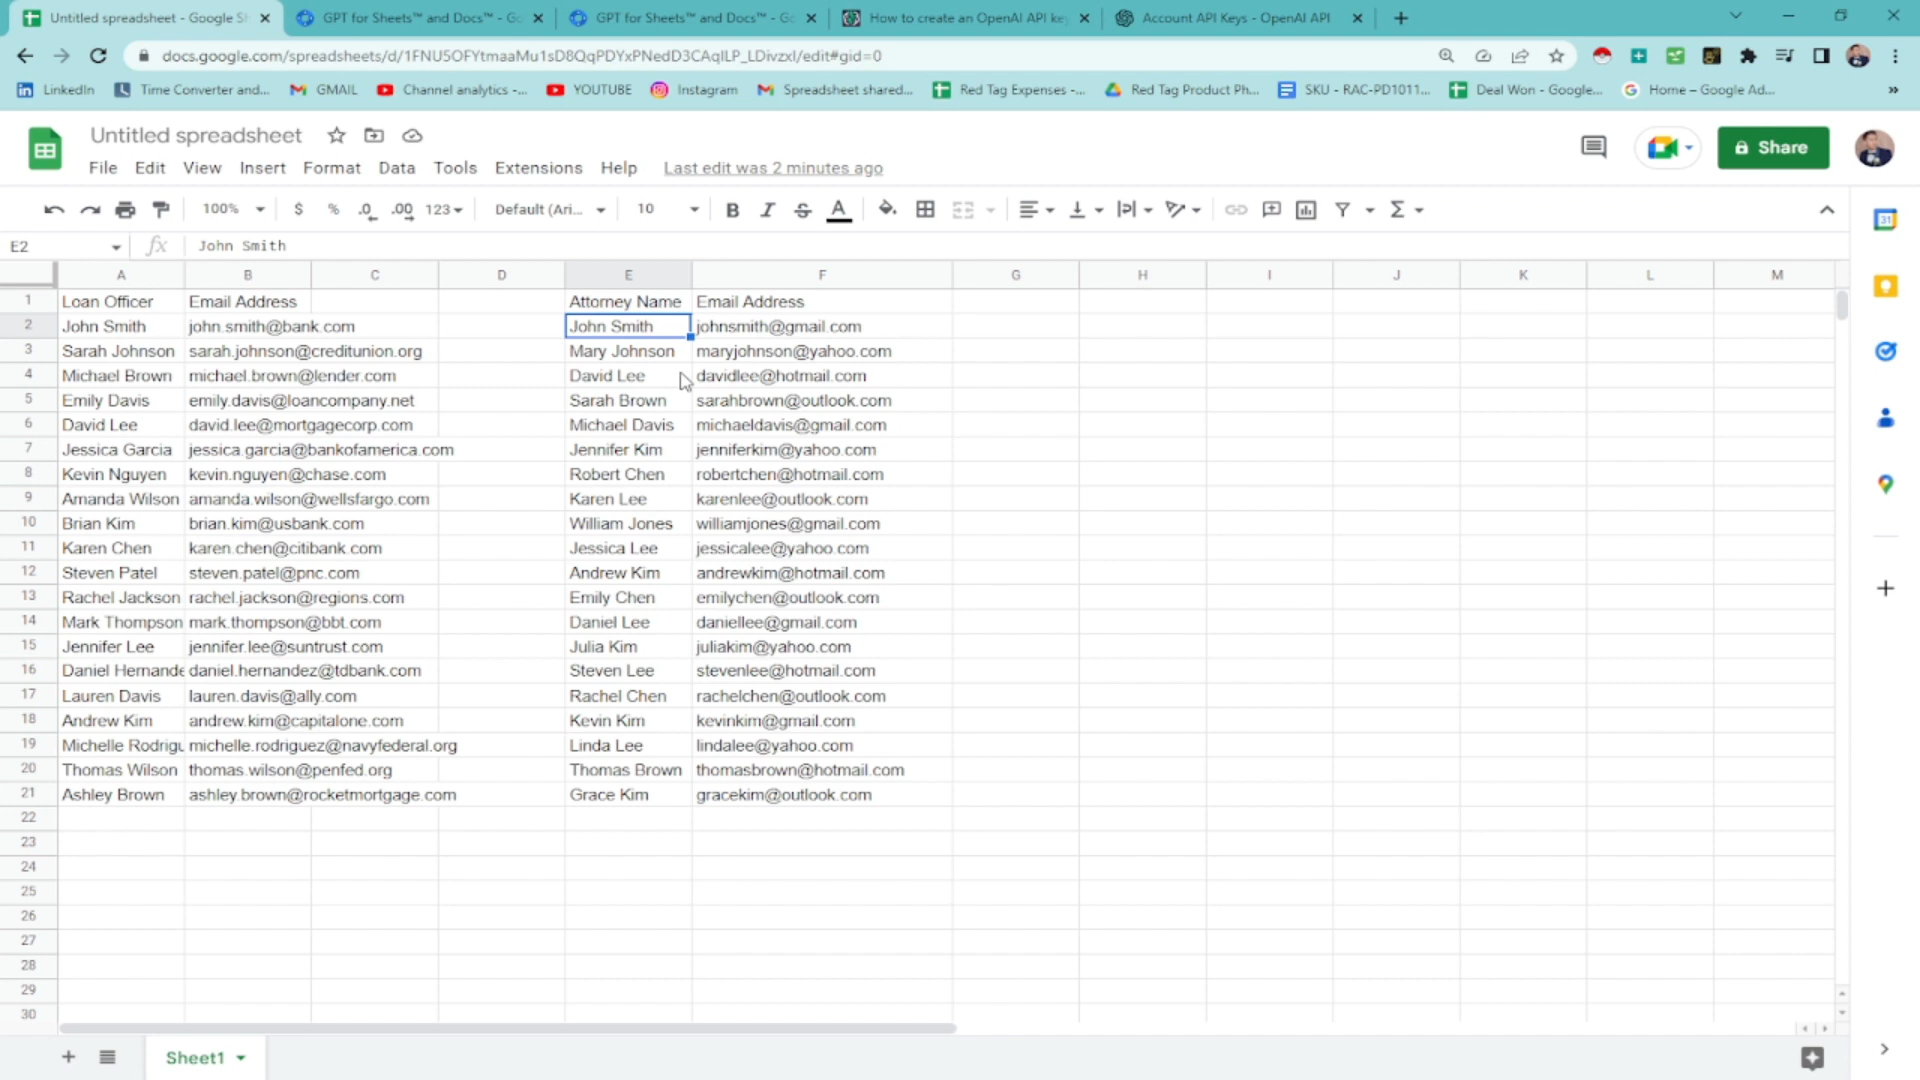 Untitled spreadsheet - Google Sh
GPT for Sheets™ and Docs™ - Go
GPT for Sheets™ and Docs™ - Go
How to create an OpenAI API key
Account API Keys - OpenAI API
docs.google.com/spreadsheets/d/1FNU5OFYtmaaMu1sD8QqPDYxPNedD3CAqILP_LDivzxI/edit#gid=0
LinkedIn
Time Converter and...
GMAIL
Channel analytics -...
YOUTUBE
Instagram
Spreadsheet shared...
Red Tag Expenses -...
Red Tag Product Ph...
SKU - RAC-PD1011...
Deal Won - Google...
Home – Google Ad...
Untitled spreadsheet
Share
File Edit View Insert Format Data Tools Extensions Help Last edit was 2 minutes ago
100% $ % .0 .00 123 Default (Ari... 10 B I S A
E2 fx John Smith
A B C D E F G H I J K L M
1 Loan Officer Email Address Attorney Name Email Address
2 John Smith john.smith@bank.com John Smith johnsmith@gmail.com
3 Sarah Johnson sarah.johnson@creditunion.org Mary Johnson maryjohnson@yahoo.com
4 Michael Brown michael.brown@lender.com David Lee davidlee@hotmail.com
5 Emily Davis emily.davis@loancompany.net Sarah Brown sarahbrown@outlook.com
6 David Lee david.lee@mortgagecorp.com Michael Davis michaeldavis@gmail.com
7 Jessica Garcia jessica.garcia@bankofamerica.com Jennifer Kim jenniferkim@yahoo.com
8 Kevin Nguyen kevin.nguyen@chase.com Robert Chen robertchen@hotmail.com
9 Amanda Wilson amanda.wilson@wellsfargo.com Karen Lee karenlee@outlook.com
10 Brian Kim brian.kim@usbank.com William Jones williamjones@gmail.com
11 Karen Chen karen.chen@citibank.com Jessica Lee jessicalee@yahoo.com
12 Steven Patel steven.patel@pnc.com Andrew Kim andrewkim@hotmail.com
13 Rachel Jackson rachel.jackson@regions.com Emily Chen emilychen@outlook.com
14 Mark Thompson mark.thompson@bbt.com Daniel Lee daniellee@gmail.com
15 Jennifer Lee jennifer.lee@suntrust.com Julia Kim juliakim@yahoo.com
16 Daniel Hernande daniel.hernandez@tdbank.com Steven Lee stevenlee@hotmail.com
17 Lauren Davis lauren.davis@ally.com Rachel Chen rachelchen@outlook.com
18 Andrew Kim andrew.kim@capitalone.com Kevin Kim kevinkim@gmail.com
19 Michelle Rodrigu michelle.rodriguez@navyfederal.org Linda Lee lindalee@yahoo.com
20 Thomas Wilson thomas.wilson@penfed.org Thomas Brown thomasbrown@hotmail.com
21 Ashley Brown ashley.brown@rocketmortgage.com Grace Kim gracekim@outlook.com
22
23
24
25
26
27
28
29
30
Sheet1
31